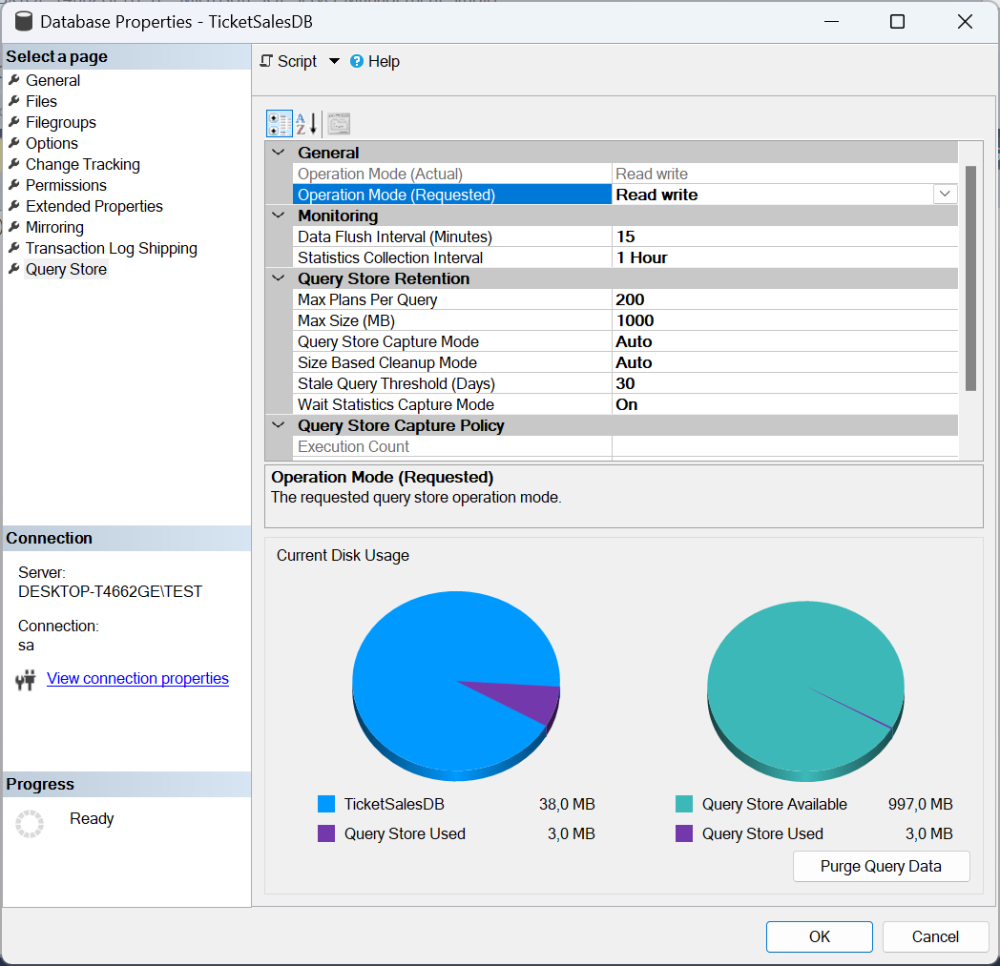 Database Properties - TicketSalesDB
Select a page
General
Files
Filegroups
Options
Change Tracking
Permissions
Extended Properties
Mirroring
Transaction Log Shipping
Query Store
Script
Help
General
Operation Mode (Actual) Read write
Operation Mode (Requested) Read write
Monitoring
Data Flush Interval (Minutes) 15
Statistics Collection Interval 1 Hour
Query Store Retention
Max Plans Per Query 200
Max Size (MB) 1000
Query Store Capture Mode Auto
Size Based Cleanup Mode Auto
Stale Query Threshold (Days) 30
Wait Statistics Capture Mode On
Query Store Capture Policy
Execution Count
Operation Mode (Requested)
The requested query store operation mode.
Connection
Server:
DESKTOP-T4662GE\TEST
Connection:
sa
View connection properties
Progress
Ready
Current Disk Usage
TicketSalesDB 38,0 MB
Query Store Used 3,0 MB
Query Store Available 997,0 MB
Query Store Used 3,0 MB
Purge Query Data
OK
Cancel